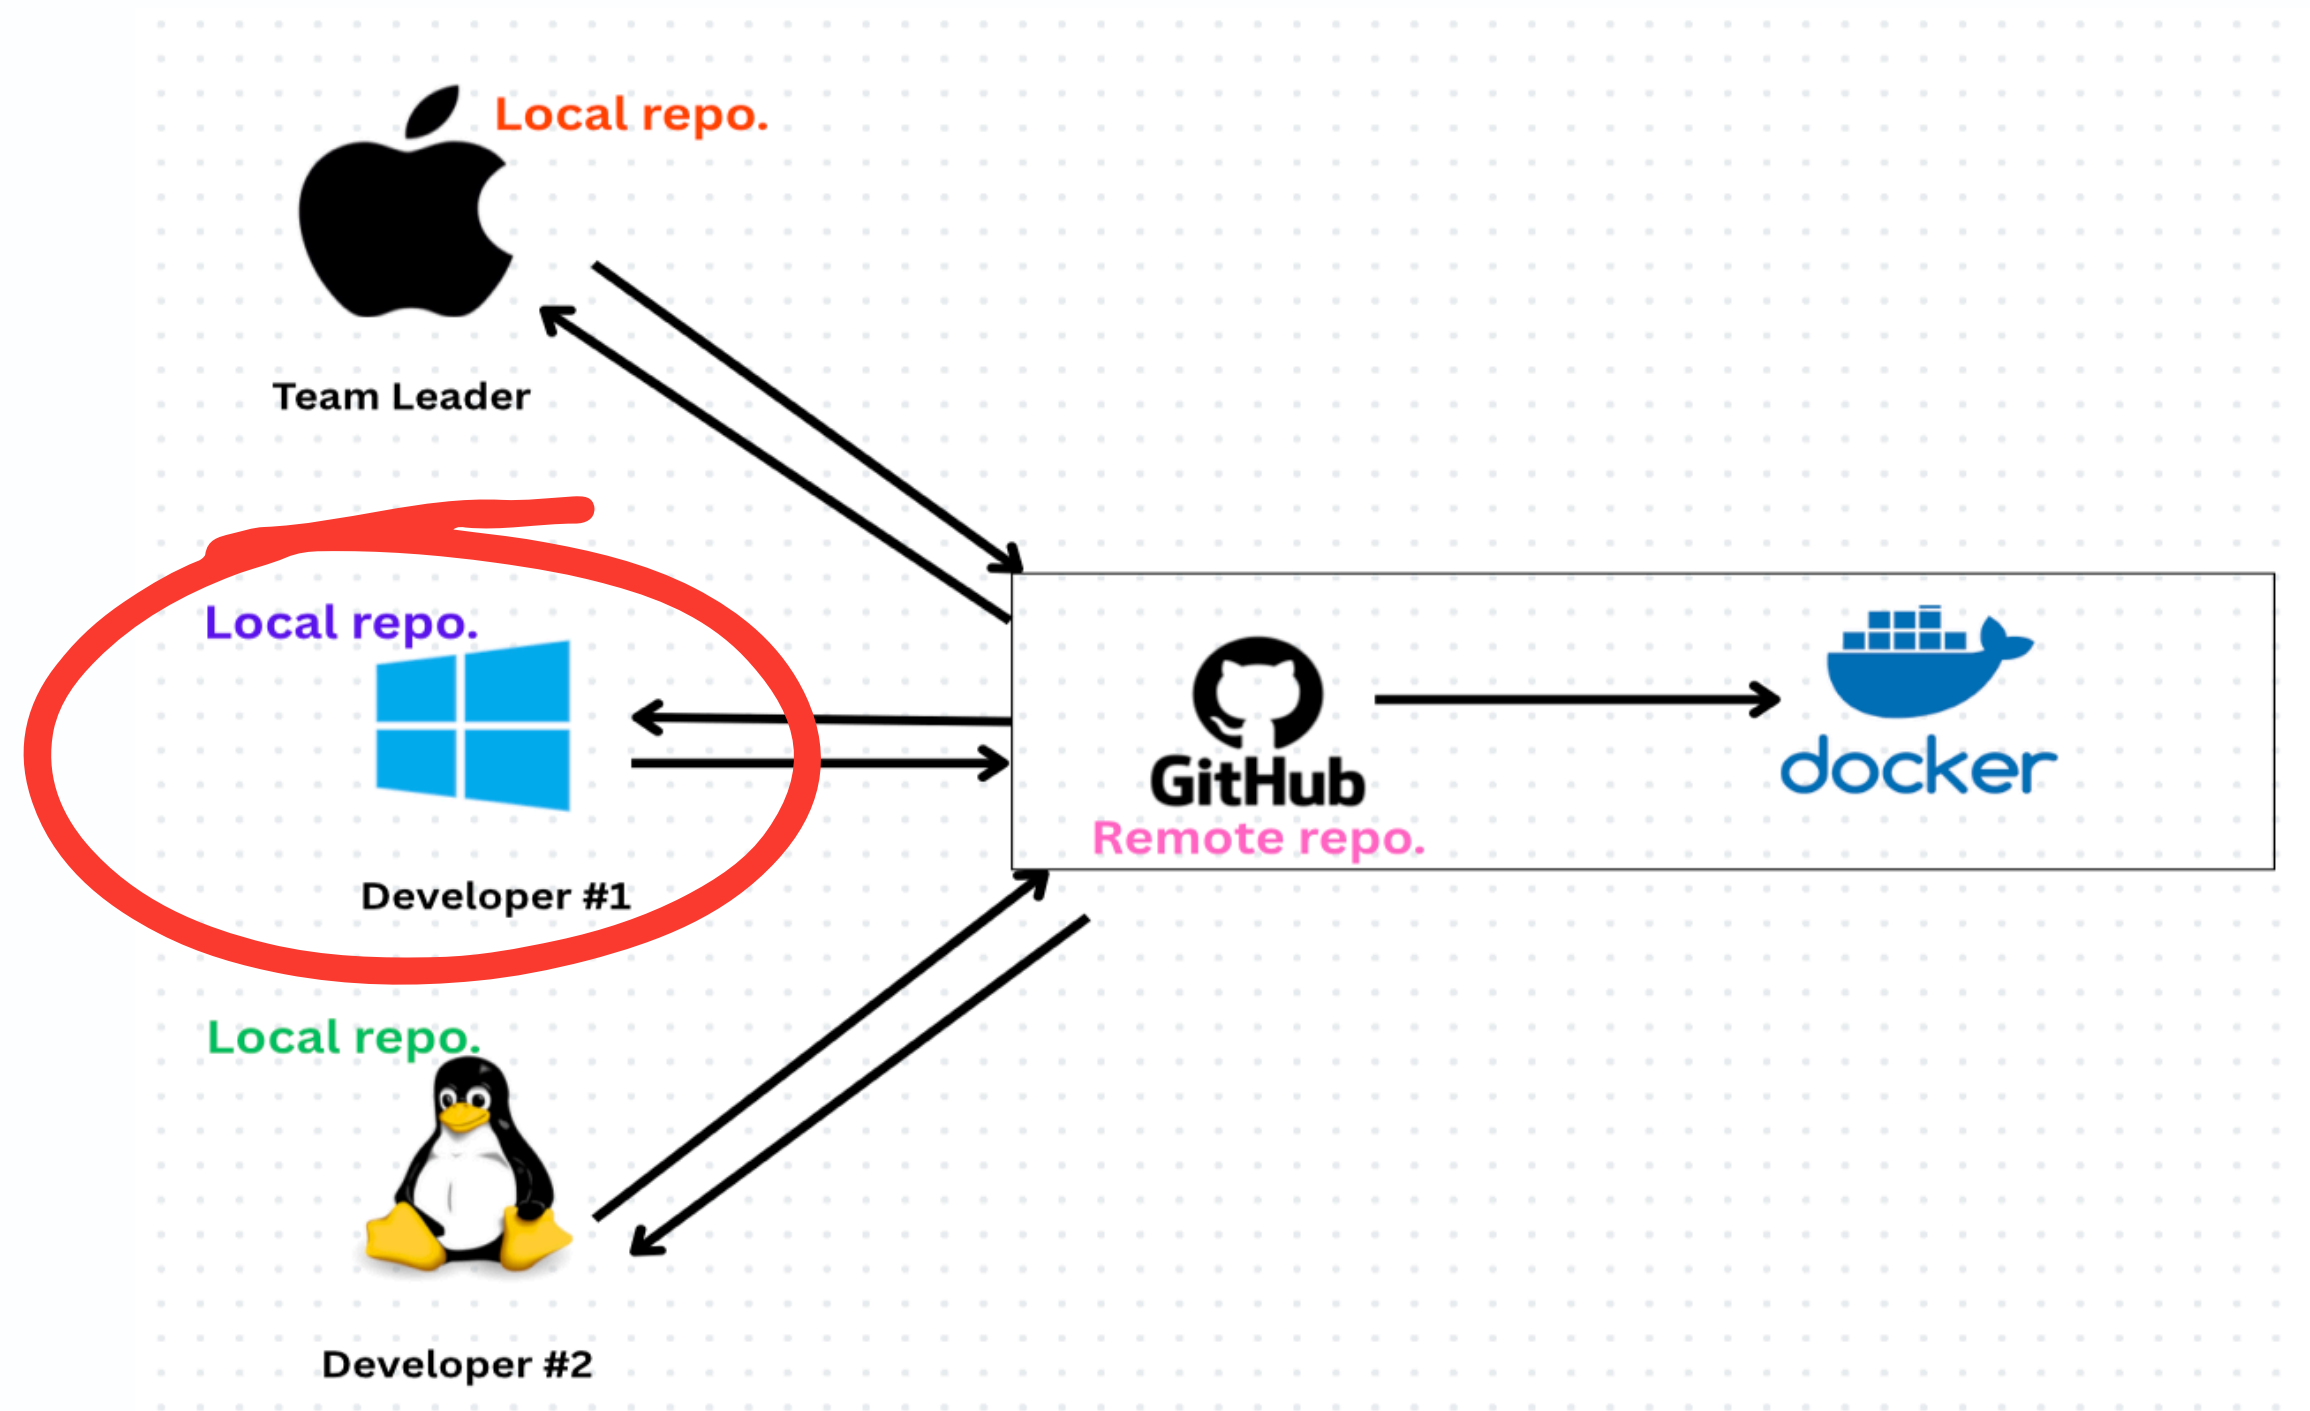 Local repo.
Team Leader
Local repo.
Developer #1
GitHub
Remote repo.
docker
Local repo.
Developer #2